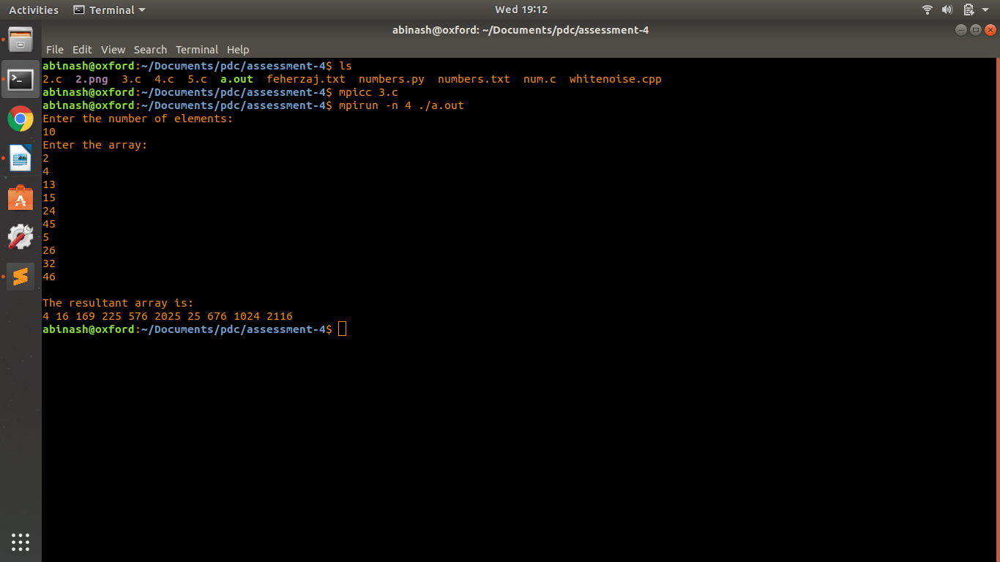 Activities Terminal Wed 19:12
abinash@oxford: ~/Documents/pdc/assessment-4
File Edit View Search Terminal Help
abinash@oxford:~/Documents/pdc/assessment-4$ ls
2.c 2.png 3.c 4.c 5.c a.out feherzaj.txt numbers.py numbers.txt num.c whitenoise.cpp
abinash@oxford:~/Documents/pdc/assessment-4$ mpicc 3.c
abinash@oxford:~/Documents/pdc/assessment-4$ mpirun -n 4 ./a.out
Enter the number of elements:
10
Enter the array:
2
4
13
15
24
45
5
26
32
46
The resultant array is:
4 16 169 225 576 2025 25 676 1024 2116
abinash@oxford:~/Documents/pdc/assessment-4$